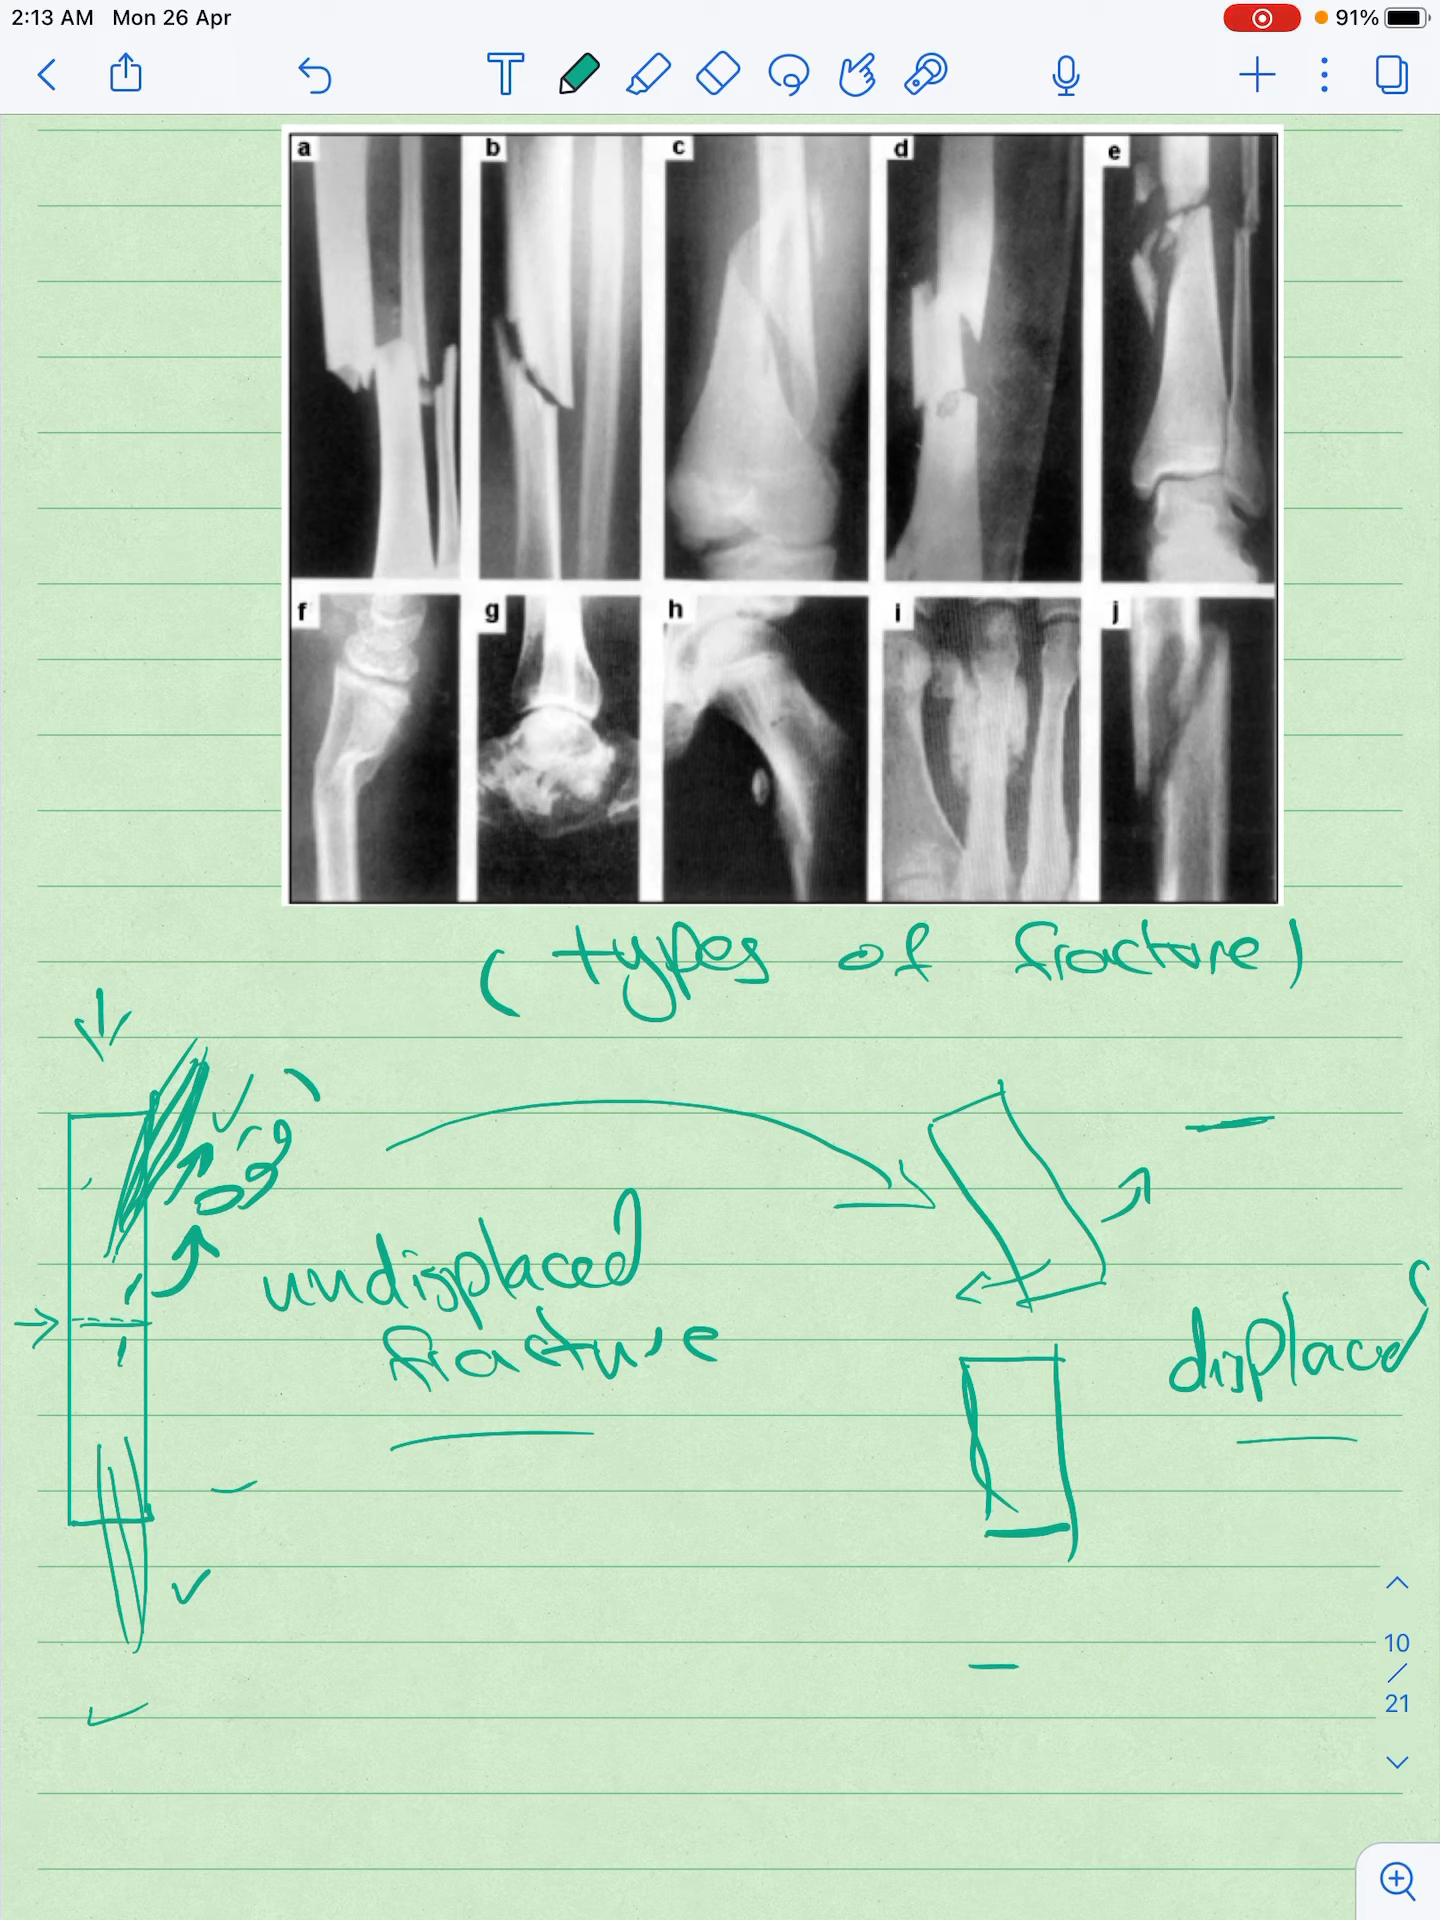 2:13 AM Mon 26 Apr
91%
T
a b c d e
f g h i j
(types of fracture)
undisplaced
fracture
displaced
10
/
21